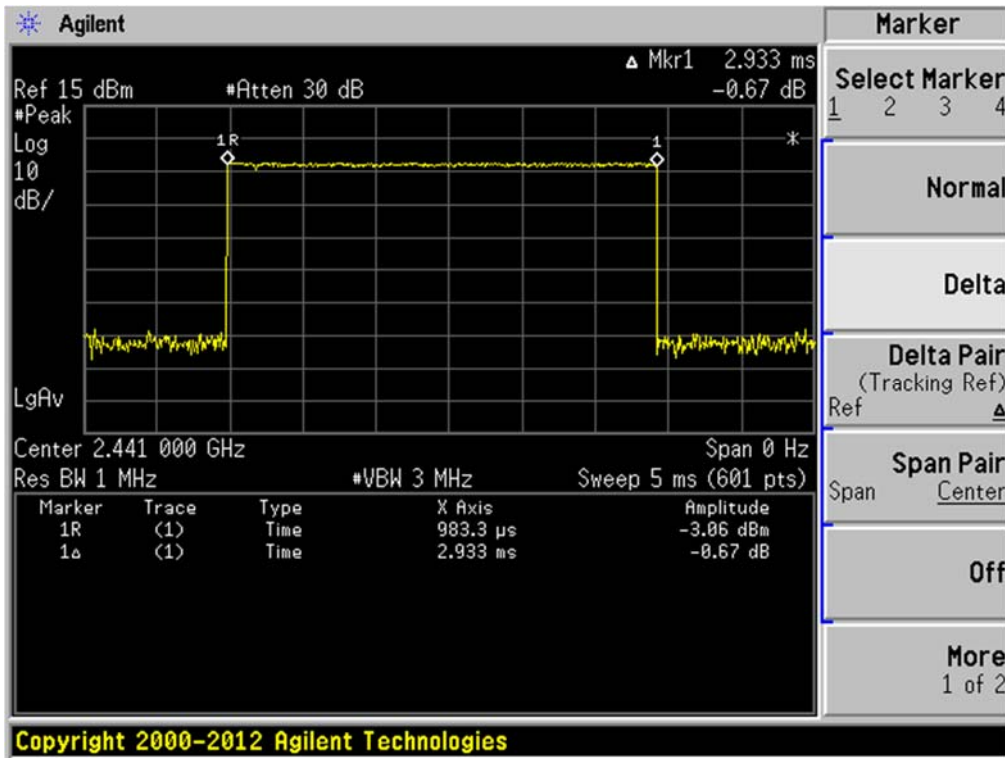 Agilent
Δ Mkr1 2.933 ms
Ref 15 dBm #Atten 30 dB -0.67 dB
#Peak
Log
10
dB/
1R
1
LgAv
Center 2.441 000 GHz Span 0 Hz
Res BW 1 MHz #VBW 3 MHz Sweep 5 ms (601 pts)
Marker Trace Type X Axis Amplitude
1R (1) Time 983.3 µs -3.06 dBm
1Δ (1) Time 2.933 ms -0.67 dB
Copyright 2000-2012 Agilent Technologies
Marker
Select Marker
1 2 3 4
Normal
Delta
Delta Pair
(Tracking Ref)
Ref Δ
Span Pair
Span Center
Off
More
1 of 2